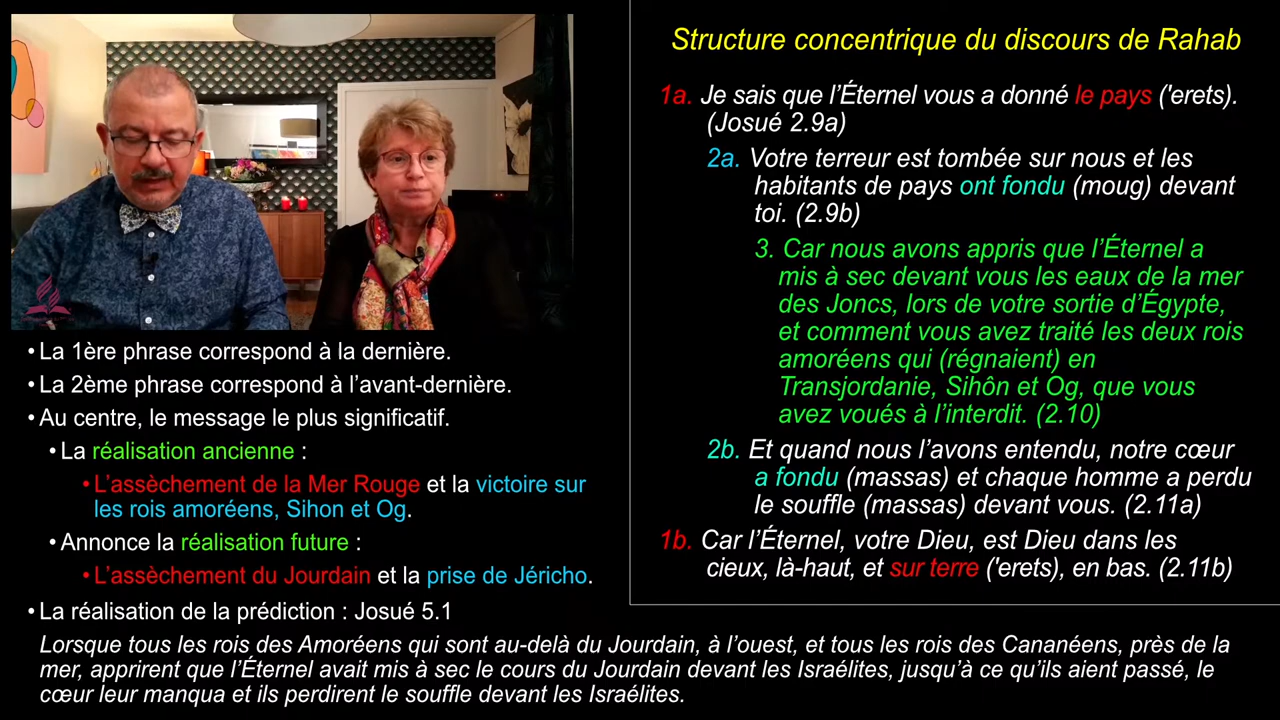 Structure concentrique du discours de Rahab
1a. Je sais que l’Éternel vous a donné le pays ('erets).
(Josué 2.9a)
2a. Votre terreur est tombée sur nous et les
habitants de pays ont fondu (moug) devant
toi. (2.9b)
3. Car nous avons appris que l’Éternel a
mis à sec devant vous les eaux de la mer
des Joncs, lors de votre sortie d’Égypte,
et comment vous avez traité les deux rois
amoréens qui (régnaient) en
Transjordanie, Sihôn et Og, que vous
avez voués à l’interdit. (2.10)
2b. Et quand nous l’avons entendu, notre cœur
a fondu (massas) et chaque homme a perdu
le souffle (massas) devant vous. (2.11a)
1b. Car l’Éternel, votre Dieu, est Dieu dans les
cieux, là-haut, et sur terre ('erets), en bas. (2.11b)
• La 1ère phrase correspond à la dernière.
• La 2ème phrase correspond à l’avant-dernière.
• Au centre, le message le plus significatif.
• La réalisation ancienne :
• L’assèchement de la Mer Rouge et la victoire sur
les rois amoréens, Sihon et Og.
• Annonce la réalisation future :
• L’assèchement du Jourdain et la prise de Jéricho.
• La réalisation de la prédiction : Josué 5.1
Lorsque tous les rois des Amoréens qui sont au-delà du Jourdain, à l’ouest, et tous les rois des Cananéens, près de la
mer, apprirent que l’Éternel avait mis à sec le cours du Jourdain devant les Israélites, jusqu’à ce qu’ils aient passé, le
cœur leur manqua et ils perdirent le souffle devant les Israélites.